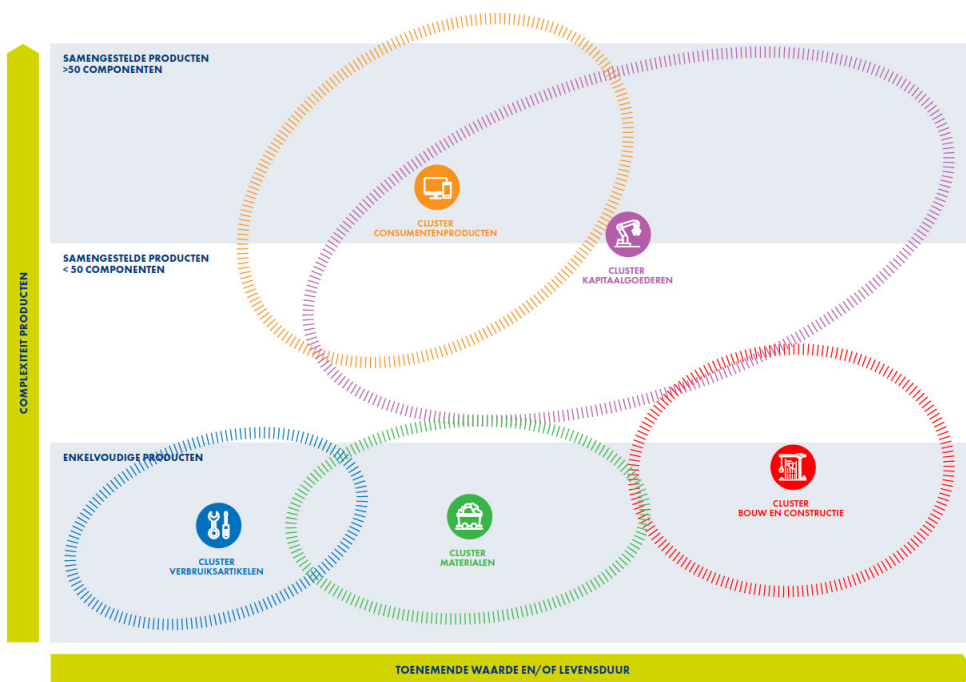 SAMENGESTELDE PRODUCTEN
>50 COMPONENTEN
CLUSTER
CONSUMENTENPRODUCTEN
SAMENGESTELDE PRODUCTEN
< 50 COMPONENTEN
CLUSTER
KAPITAALGOEDEREN
COMPLEXITEIT PRODUCTEN
ENKELVOUDIGE PRODUCTEN
CLUSTER
BOUW EN CONSTRUCTIE
CLUSTER
VERBRUIKSARTIKELEN
CLUSTER
MATERIALEN
TOENEMENDE WAARDE EN/OF LEVENSDUUR